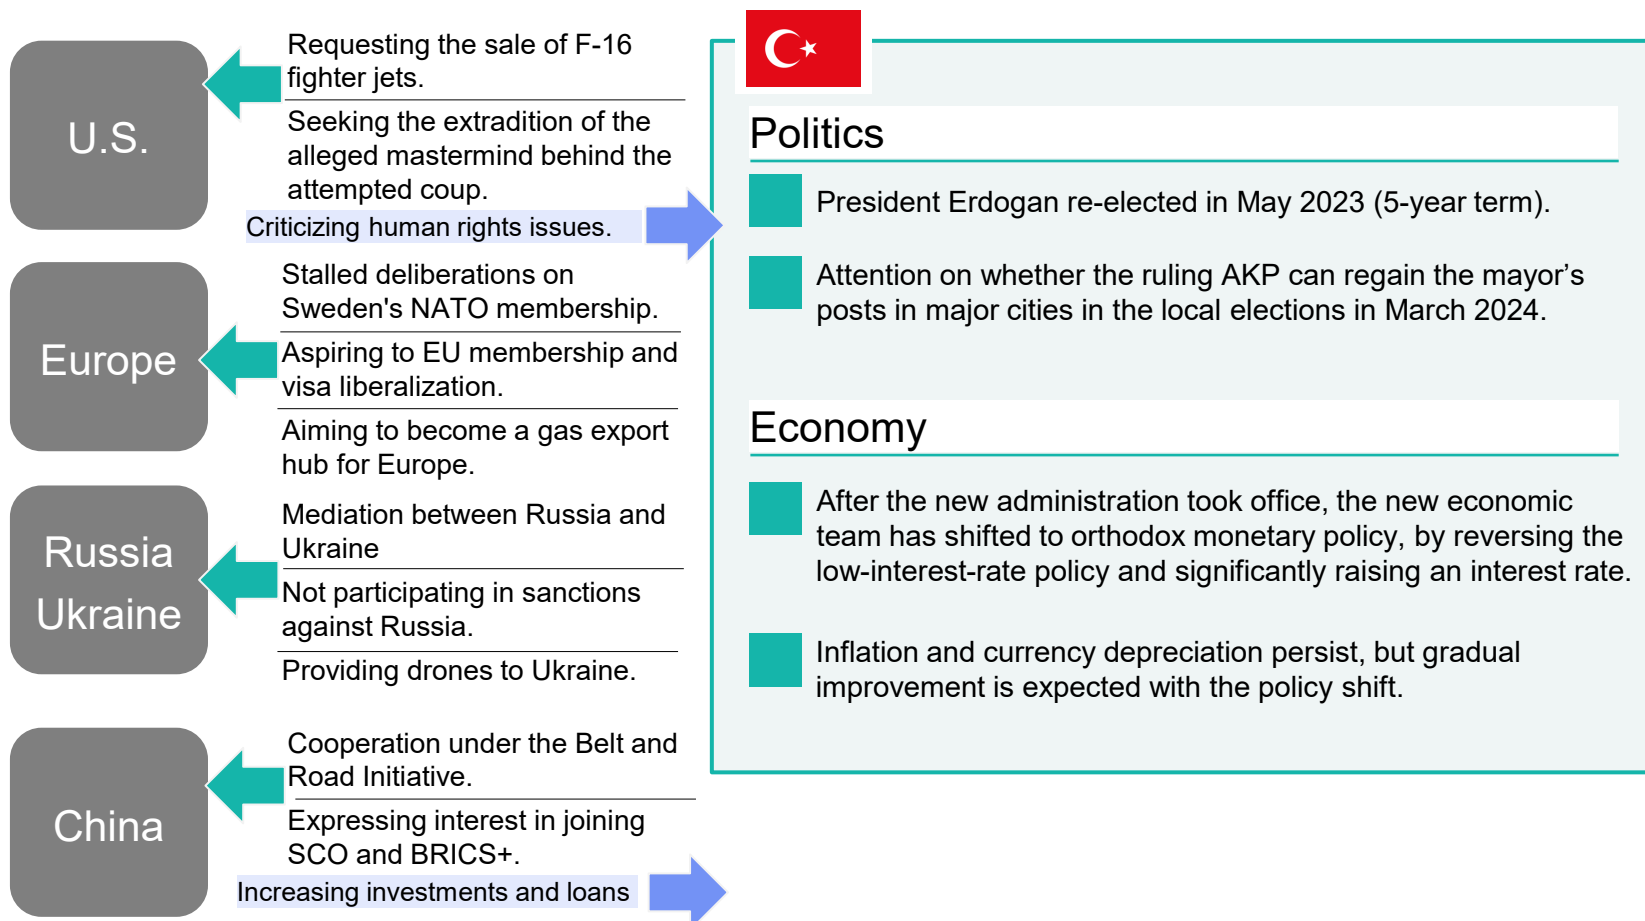 U.S.
Requesting the sale of F-16
fighter jets.
Seeking the extradition of the
alleged mastermind behind the
attempted coup.
Criticizing human rights issues.
Europe
Stalled deliberations on
Sweden's NATO membership.
Aspiring to EU membership and
visa liberalization.
Aiming to become a gas export
hub for Europe.
Russia
Ukraine
Mediation between Russia and
Ukraine
Not participating in sanctions
against Russia.
Providing drones to Ukraine.
China
Cooperation under the Belt and
Road Initiative.
Expressing interest in joining
SCO and BRICS+.
Increasing investments and loans
Politics
President Erdogan re-elected in May 2023 (5-year term).
Attention on whether the ruling AKP can regain the mayor’s
posts in major cities in the local elections in March 2024.
Economy
After the new administration took office, the new economic
team has shifted to orthodox monetary policy, by reversing the
low-interest-rate policy and significantly raising an interest rate.
Inflation and currency depreciation persist, but gradual
improvement is expected with the policy shift.